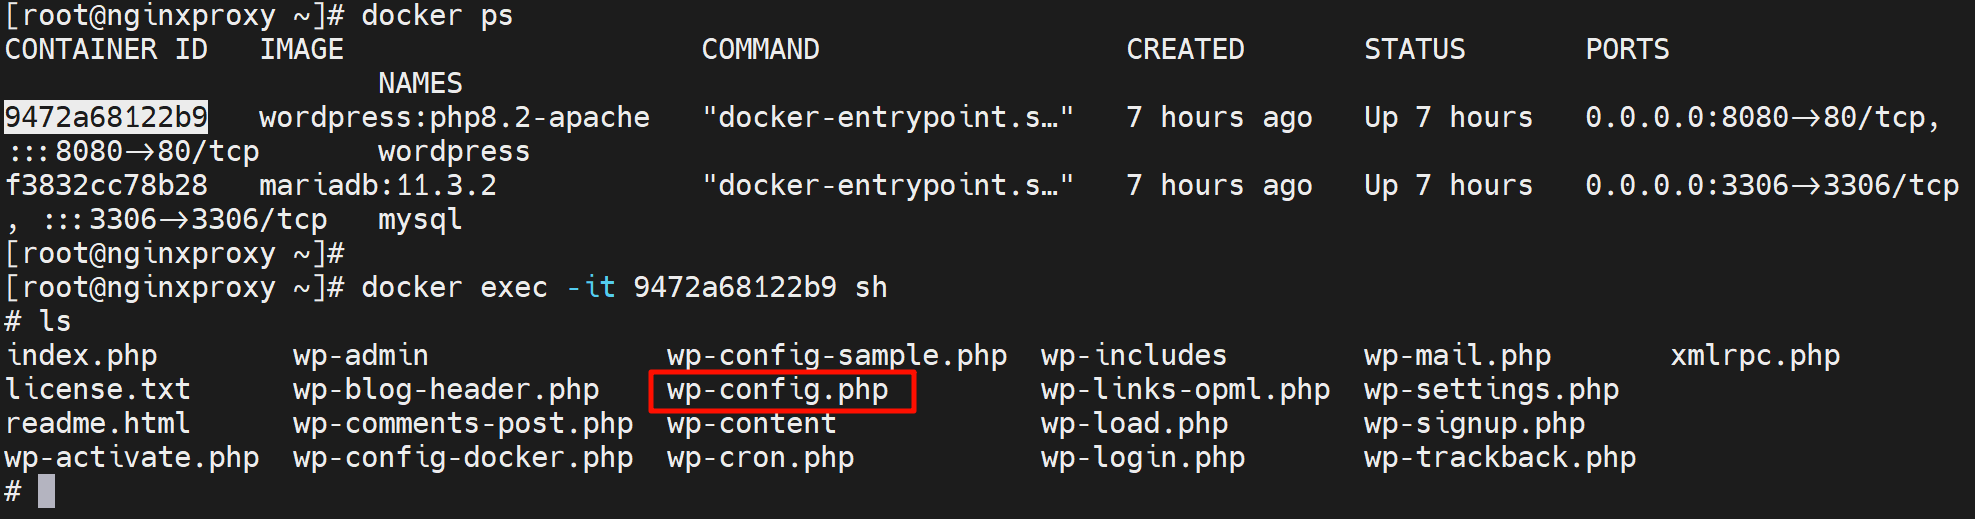 [root@nginxproxy ~]# docker ps
CONTAINER ID   IMAGE                     COMMAND                  CREATED       STATUS       PORTS
                      NAMES
9472a68122b9   wordpress:php8.2-apache   "docker-entrypoint.s…"   7 hours ago   Up 7 hours   0.0.0.0:8080->80/tcp,
:::8080->80/tcp       wordpress
f3832cc78b28   mariadb:11.3.2            "docker-entrypoint.s…"   7 hours ago   Up 7 hours   0.0.0.0:3306->3306/tcp
, :::3306->3306/tcp   mysql
[root@nginxproxy ~]#
[root@nginxproxy ~]# docker exec -it 9472a68122b9 sh
# ls
index.php        wp-admin              wp-config-sample.php  wp-includes        wp-mail.php       xmlrpc.php
license.txt      wp-blog-header.php    wp-config.php         wp-links-opml.php  wp-settings.php
readme.html      wp-comments-post.php  wp-content            wp-load.php        wp-signup.php
wp-activate.php  wp-config-docker.php  wp-cron.php           wp-login.php       wp-trackback.php
#